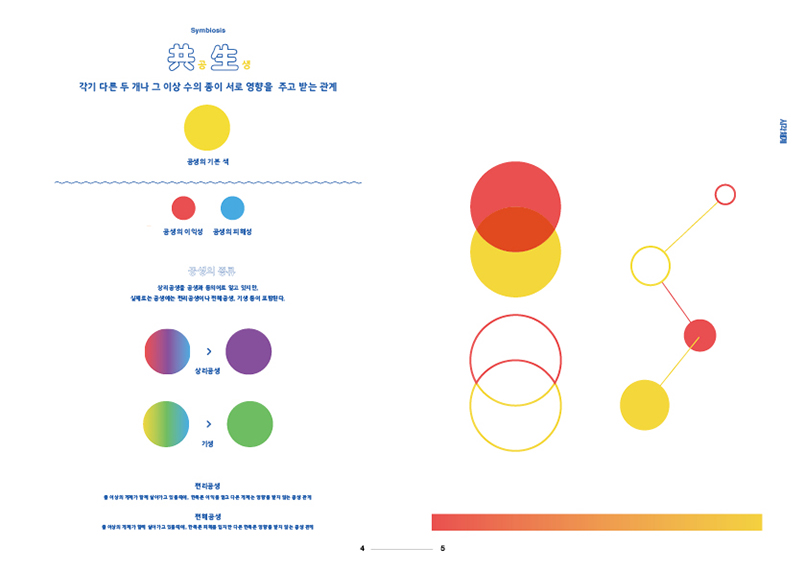 Symbiosis
共 공 生 생
각기 다른 두 개나 그 이상 수의 종이 서로 영향을 주고 받는 관계
공생의 기본 색
공생의 이익성 공생의 피해성
공생의 종류
상리공생을 공생과 동의어로 알고 있지만,
실제로는 공생에는 편리공생이나 편해공생, 기생 등이 포함된다.
상리공생
기생
편리공생
둘 이상의 개체가 함께 살아가고 있을때에, 한쪽은 이익을 얻고 다른 개체는 영향을 받지 않는 공생 관계
편해공생
둘 이상의 개체가 함께 살아가고 있을때에, 한쪽은 피해를 입지만 다른 한쪽은 영향을 받지 않는 공생 관계
4 5